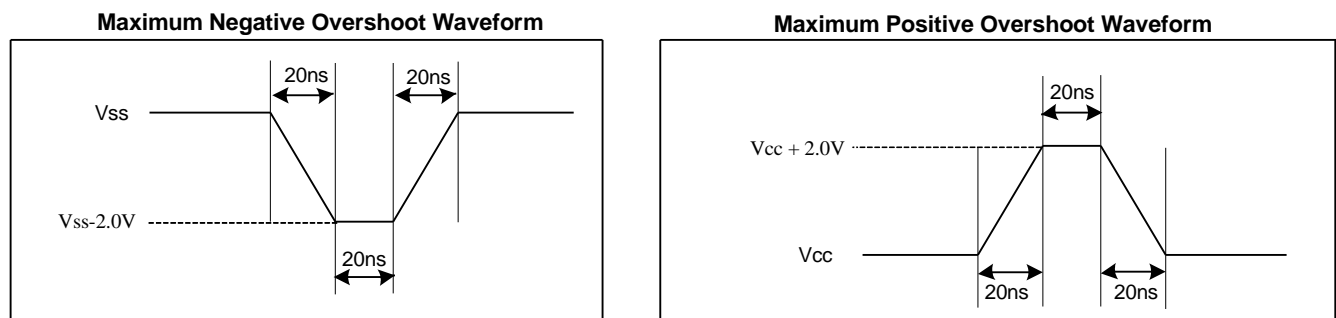 Maximum Negative Overshoot Waveform
20ns 20ns
Vss
Vss-2.0V
20ns
Maximum Positive Overshoot Waveform
20ns
Vcc + 2.0V
Vcc
20ns 20ns